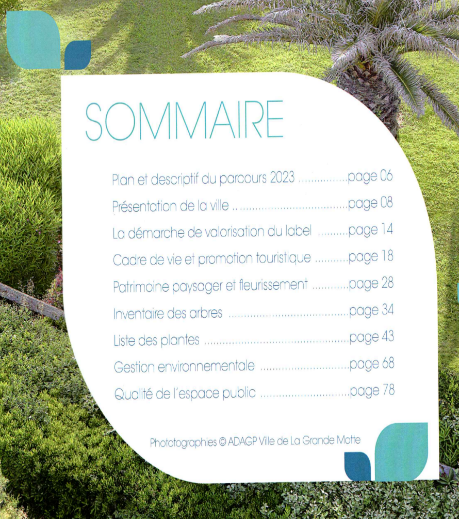 SOMMAIRE
Plan et descriptif du parcours 2023 ............... page 06
Présentation de la ville ................................... page 08
La démarche de valorisation du label ......... page 14
Cadre de vie et promotion touristique .......... page 18
Patrimoine paysager et fleurissement ........... page 28
Inventaire des arbres .................................... page 34
Liste des plantes ........................................... page 43
Gestion environnementale ........................... page 68
Qualité de l'espace public ........................... page 78
Photographies © ADAGP Ville de La Grande Motte